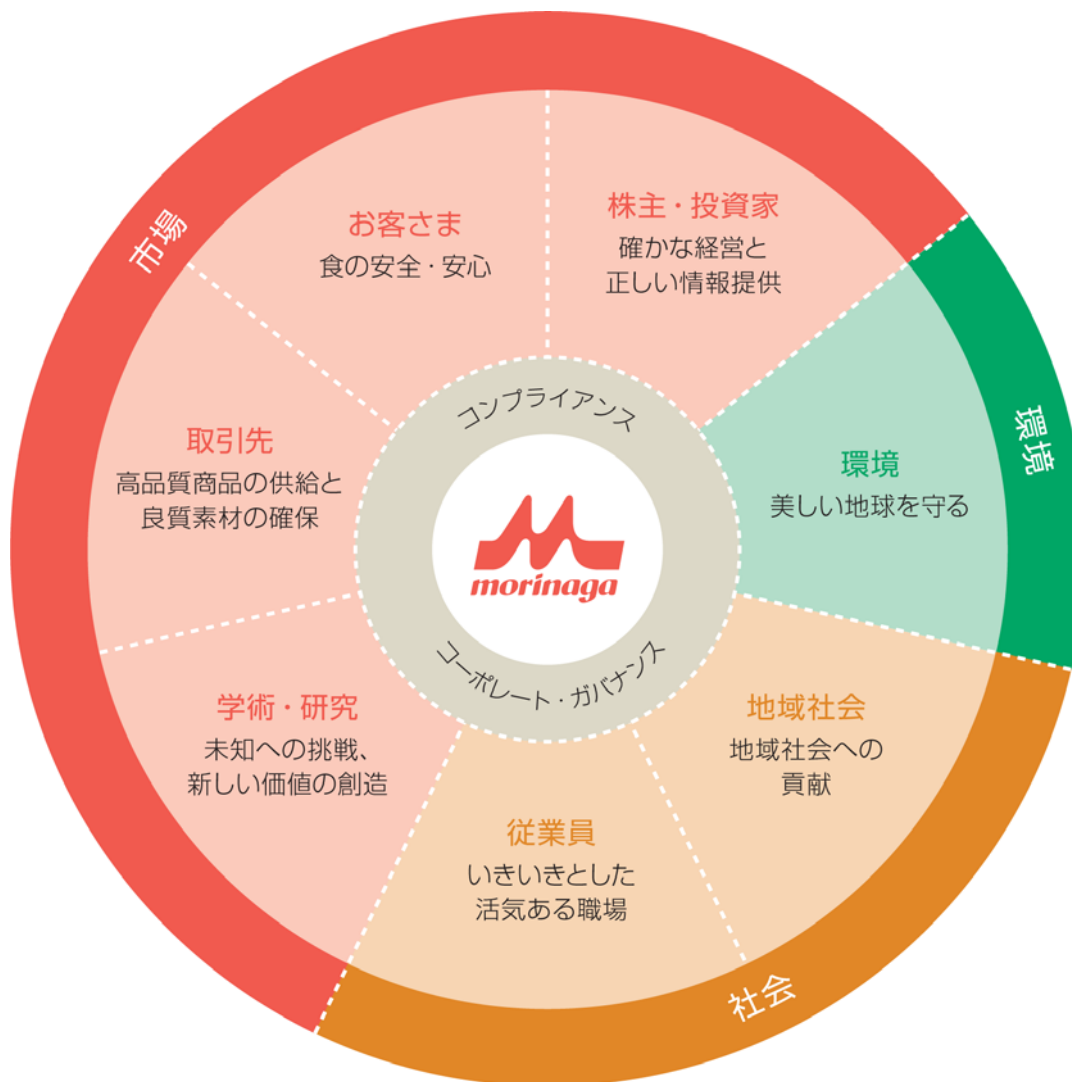 市場
お客さま
食の安全・安心
株主・投資家
確かな経営と
正しい情報提供
取引先
高品質商品の供給と
良質素材の確保
学術・研究
未知への挑戦、
新しい価値の創造
環境
環境
美しい地球を守る
社会
地域社会
地域社会への
貢献
従業員
いきいきとした
活気ある職場
コンプライアンス
morinaga
コーポレート・ガバナンス